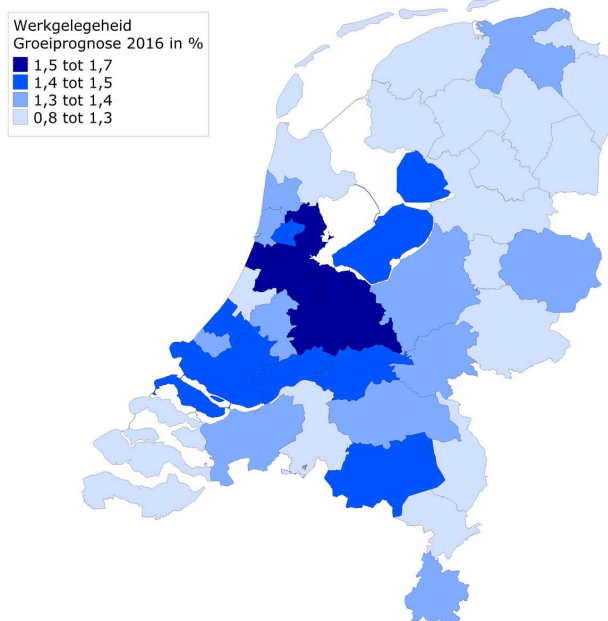 Werkgelegeheid
Groeiprognose 2016 in %
1,5 tot 1,7
1,4 tot 1,5
1,3 tot 1,4
0,8 tot 1,3